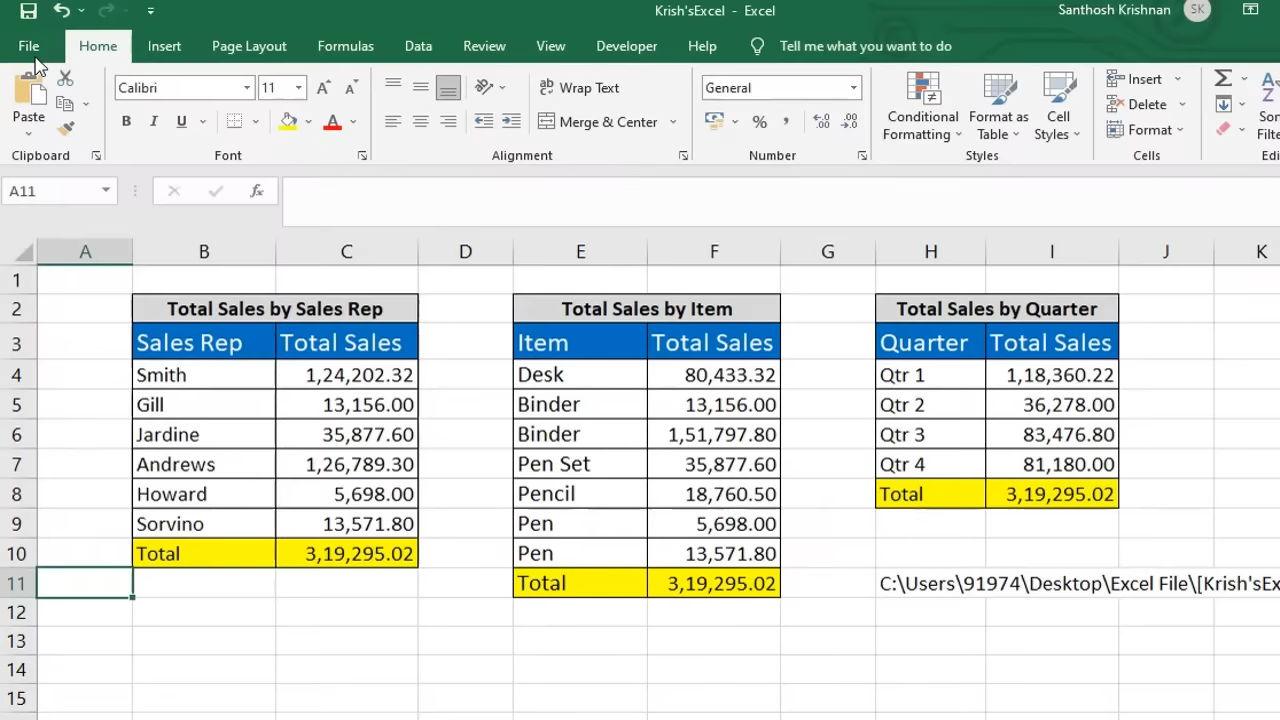 Krish'sExcel - Excel
Santhosh Krishnan SK
File Home Insert Page Layout Formulas Data Review View Developer Help Tell me what you want to do
Paste
Calibri 11
B I U
Wrap Text
Merge & Center
General
Conditional Formatting
Format as Table
Cell Styles
Insert
Delete
Format
Clipboard Font Alignment Number Styles Cells
A11 fx
A B C D E F G H I J K
1
2 Total Sales by Sales Rep Total Sales by Item Total Sales by Quarter
3 Sales Rep Total Sales Item Total Sales Quarter Total Sales
4 Smith 1,24,202.32 Desk 80,433.32 Qtr 1 1,18,360.22
5 Gill 13,156.00 Binder 13,156.00 Qtr 2 36,278.00
6 Jardine 35,877.60 Binder 1,51,797.80 Qtr 3 83,476.80
7 Andrews 1,26,789.30 Pen Set 35,877.60 Qtr 4 81,180.00
8 Howard 5,698.00 Pencil 18,760.50 Total 3,19,295.02
9 Sorvino 13,571.80 Pen 5,698.00
10 Total 3,19,295.02 Pen 13,571.80
11 Total 3,19,295.02 C:\Users\91974\Desktop\Excel File\[Krish'sEx
12
13
14
15